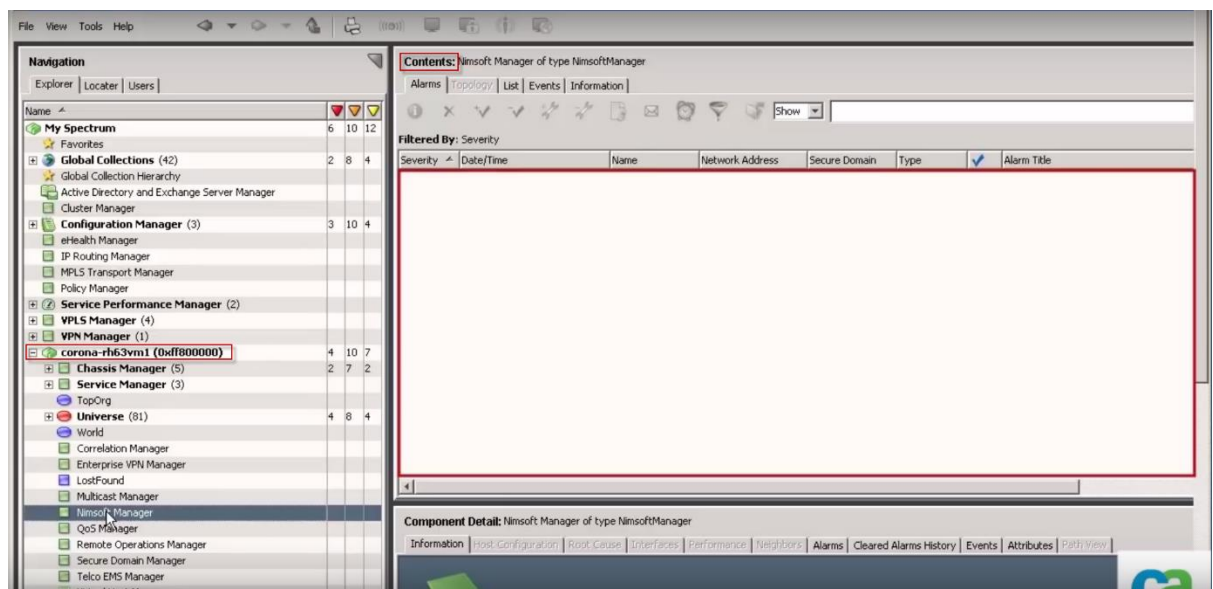 File View Tools Help
Navigation
Explorer Locater Users
Name
My Spectrum 6 10 12
Favorites
Global Collections (42) 2 8 4
Global Collection Hierarchy
Active Directory and Exchange Server Manager
Cluster Manager
Configuration Manager (3) 3 10 4
eHealth Manager
IP Routing Manager
MPLS Transport Manager
Policy Manager
Service Performance Manager (2)
VPLS Manager (4)
VPN Manager (1)
corona-rh63vm1 (0xff800000) 4 10 7
Chassis Manager (5) 2 7 2
Service Manager (3)
TopOrg
Universe (81) 4 8 4
World
Correlation Manager
Enterprise VPN Manager
LostFound
Multicast Manager
Nimsoft Manager
QoS Manager
Remote Operations Manager
Secure Domain Manager
Telco EMS Manager
Contents: Nimsoft Manager of type NimsoftManager
Alarms Topology List Events Information
Show
Filtered By: Severity
Severity Date/Time Name Network Address Secure Domain Type Alarm Title
Component Detail: Nimsoft Manager of type NimsoftManager
Information Host Configuration Root Cause Interfaces Performance Neighbors Alarms Cleared Alarms History Events Attributes Path View
ca